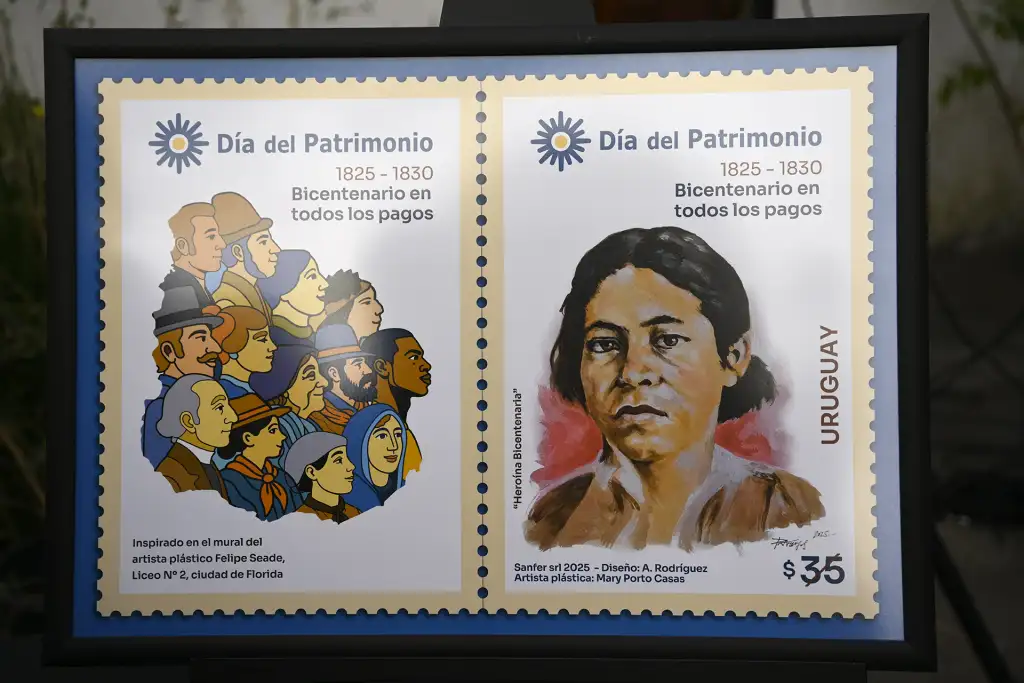 Día del Patrimonio
1825 - 1830
Bicentenario en
todos los pagos
Inspirado en el mural del
artista plástico Felipe Seade,
Liceo Nº 2, ciudad de Florida
Día del Patrimonio
1825 - 1830
Bicentenario en
todos los pagos
"Heroína Bicentenaria"
URUGUAY
2025
Sanfer srl 2025 - Diseño: A. Rodríguez
Artista plástica: Mary Porto Casas
$ 35